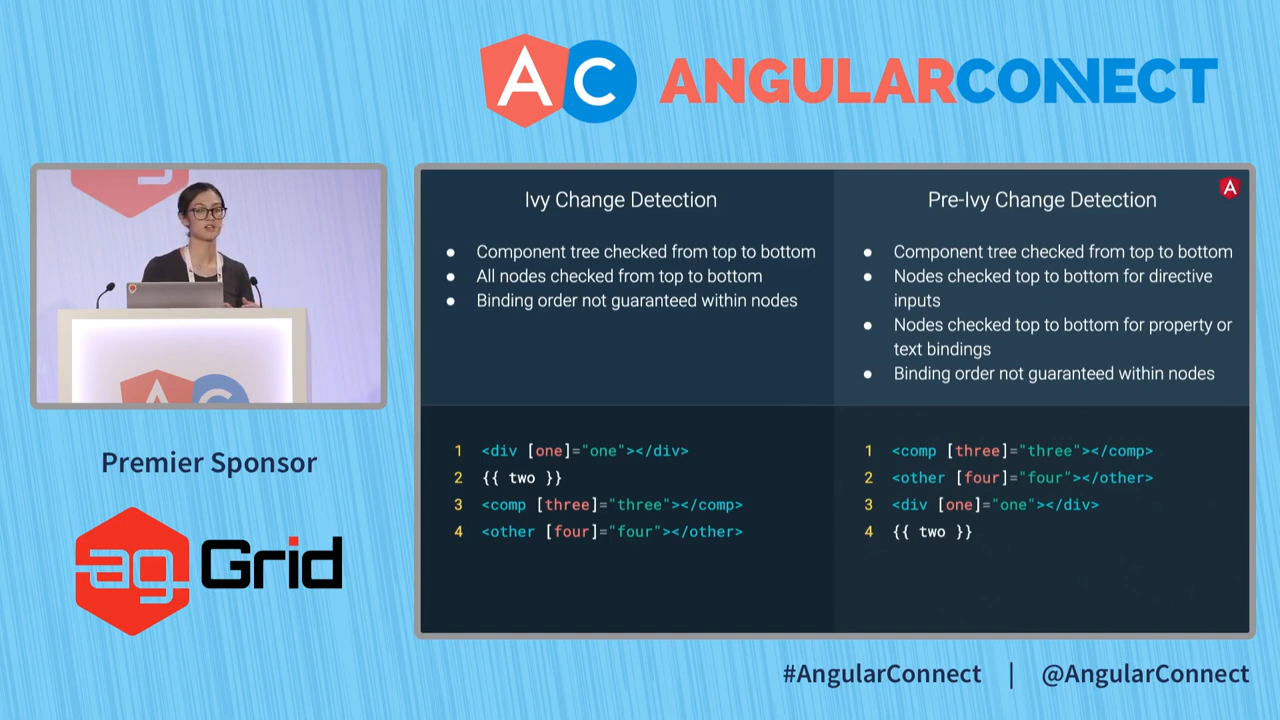 AC ANGULARCONNECT
Ivy Change Detection
● Component tree checked from top to bottom
● All nodes checked from top to bottom
● Binding order not guaranteed within nodes
Pre-Ivy Change Detection
A
● Component tree checked from top to bottom
● Nodes checked top to bottom for directive
inputs
● Nodes checked top to bottom for property or
text bindings
● Binding order not guaranteed within nodes
1 <div [one]="one"></div>
2 {{ two }}
3 <comp [three]="three"></comp>
4 <other [four]="four"></other>
1 <comp [three]="three"></comp>
2 <other [four]="four"></other>
3 <div [one]="one"></div>
4 {{ two }}
Premier Sponsor
ag Grid
#AngularConnect | @AngularConnect